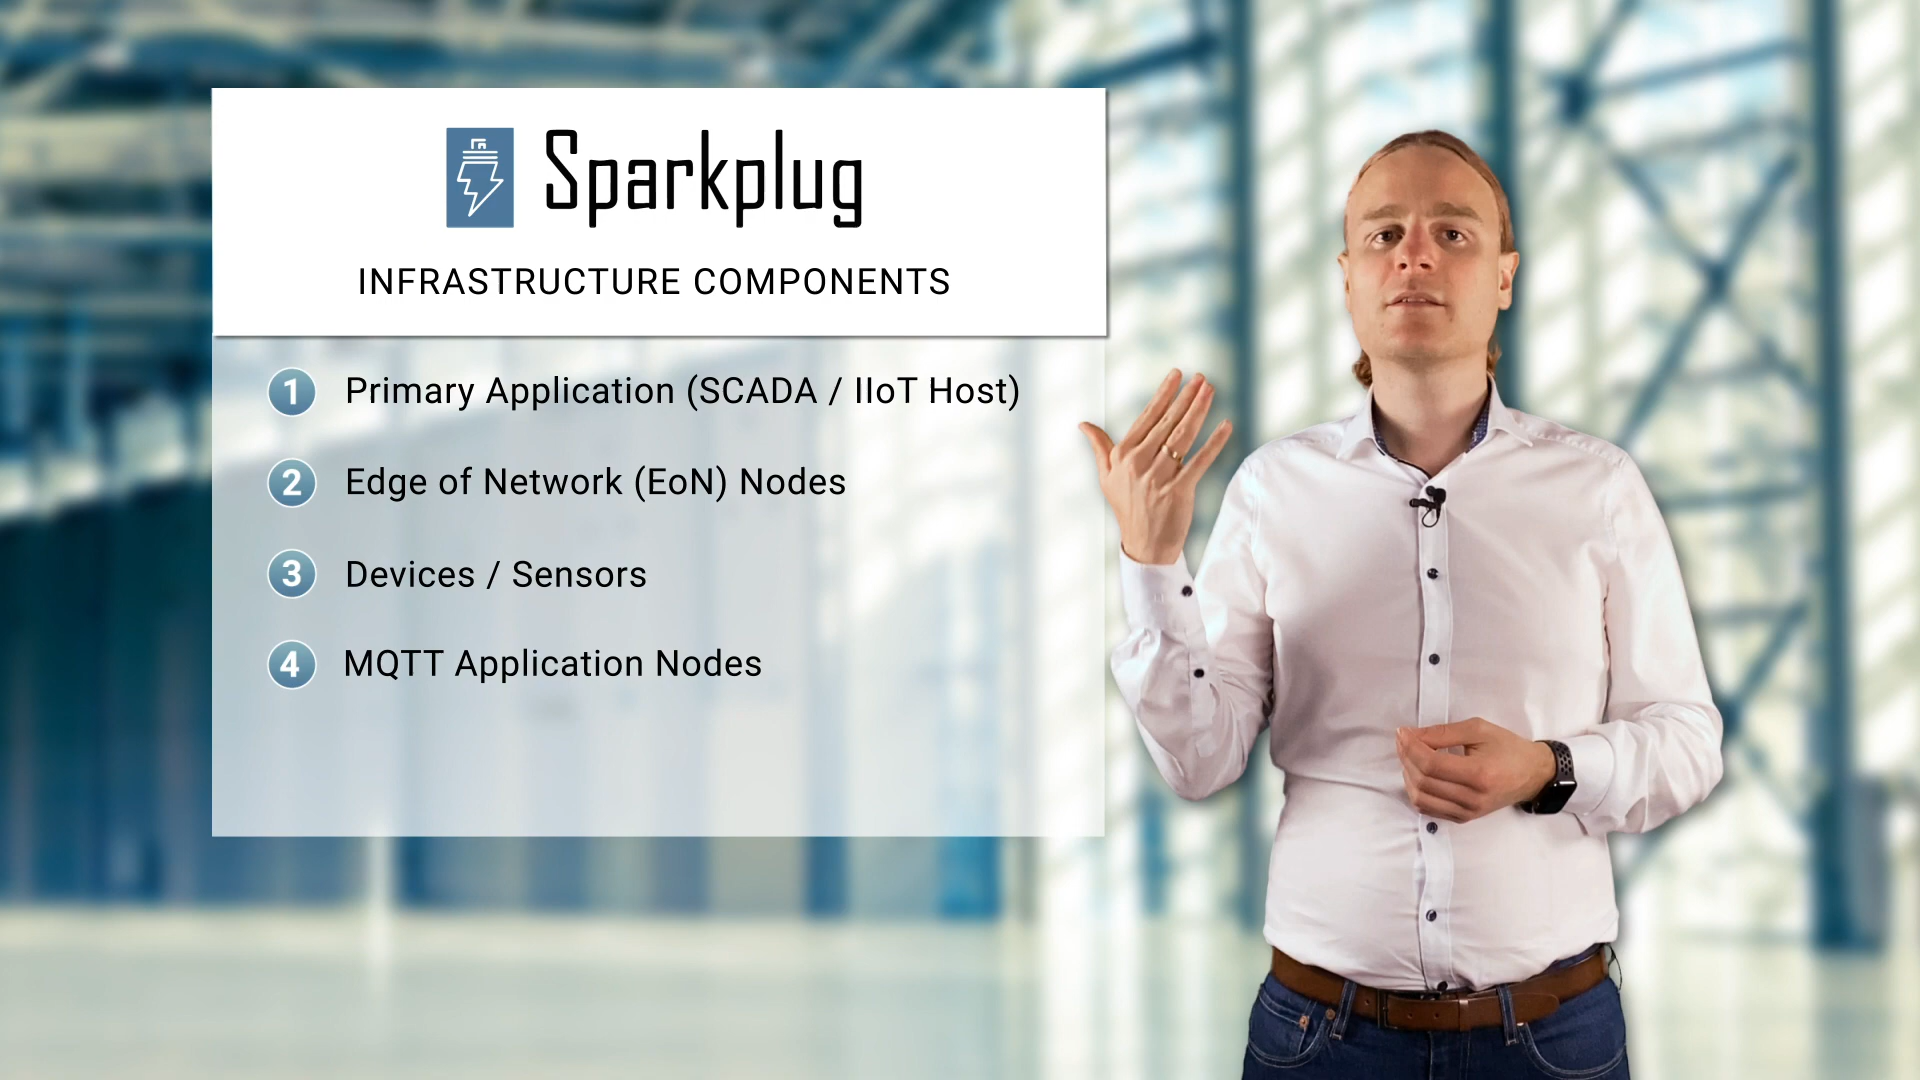 Sparkplug
INFRASTRUCTURE COMPONENTS
1 Primary Application (SCADA / IIoT Host)
2 Edge of Network (EoN) Nodes
3 Devices / Sensors
4 MQTT Application Nodes